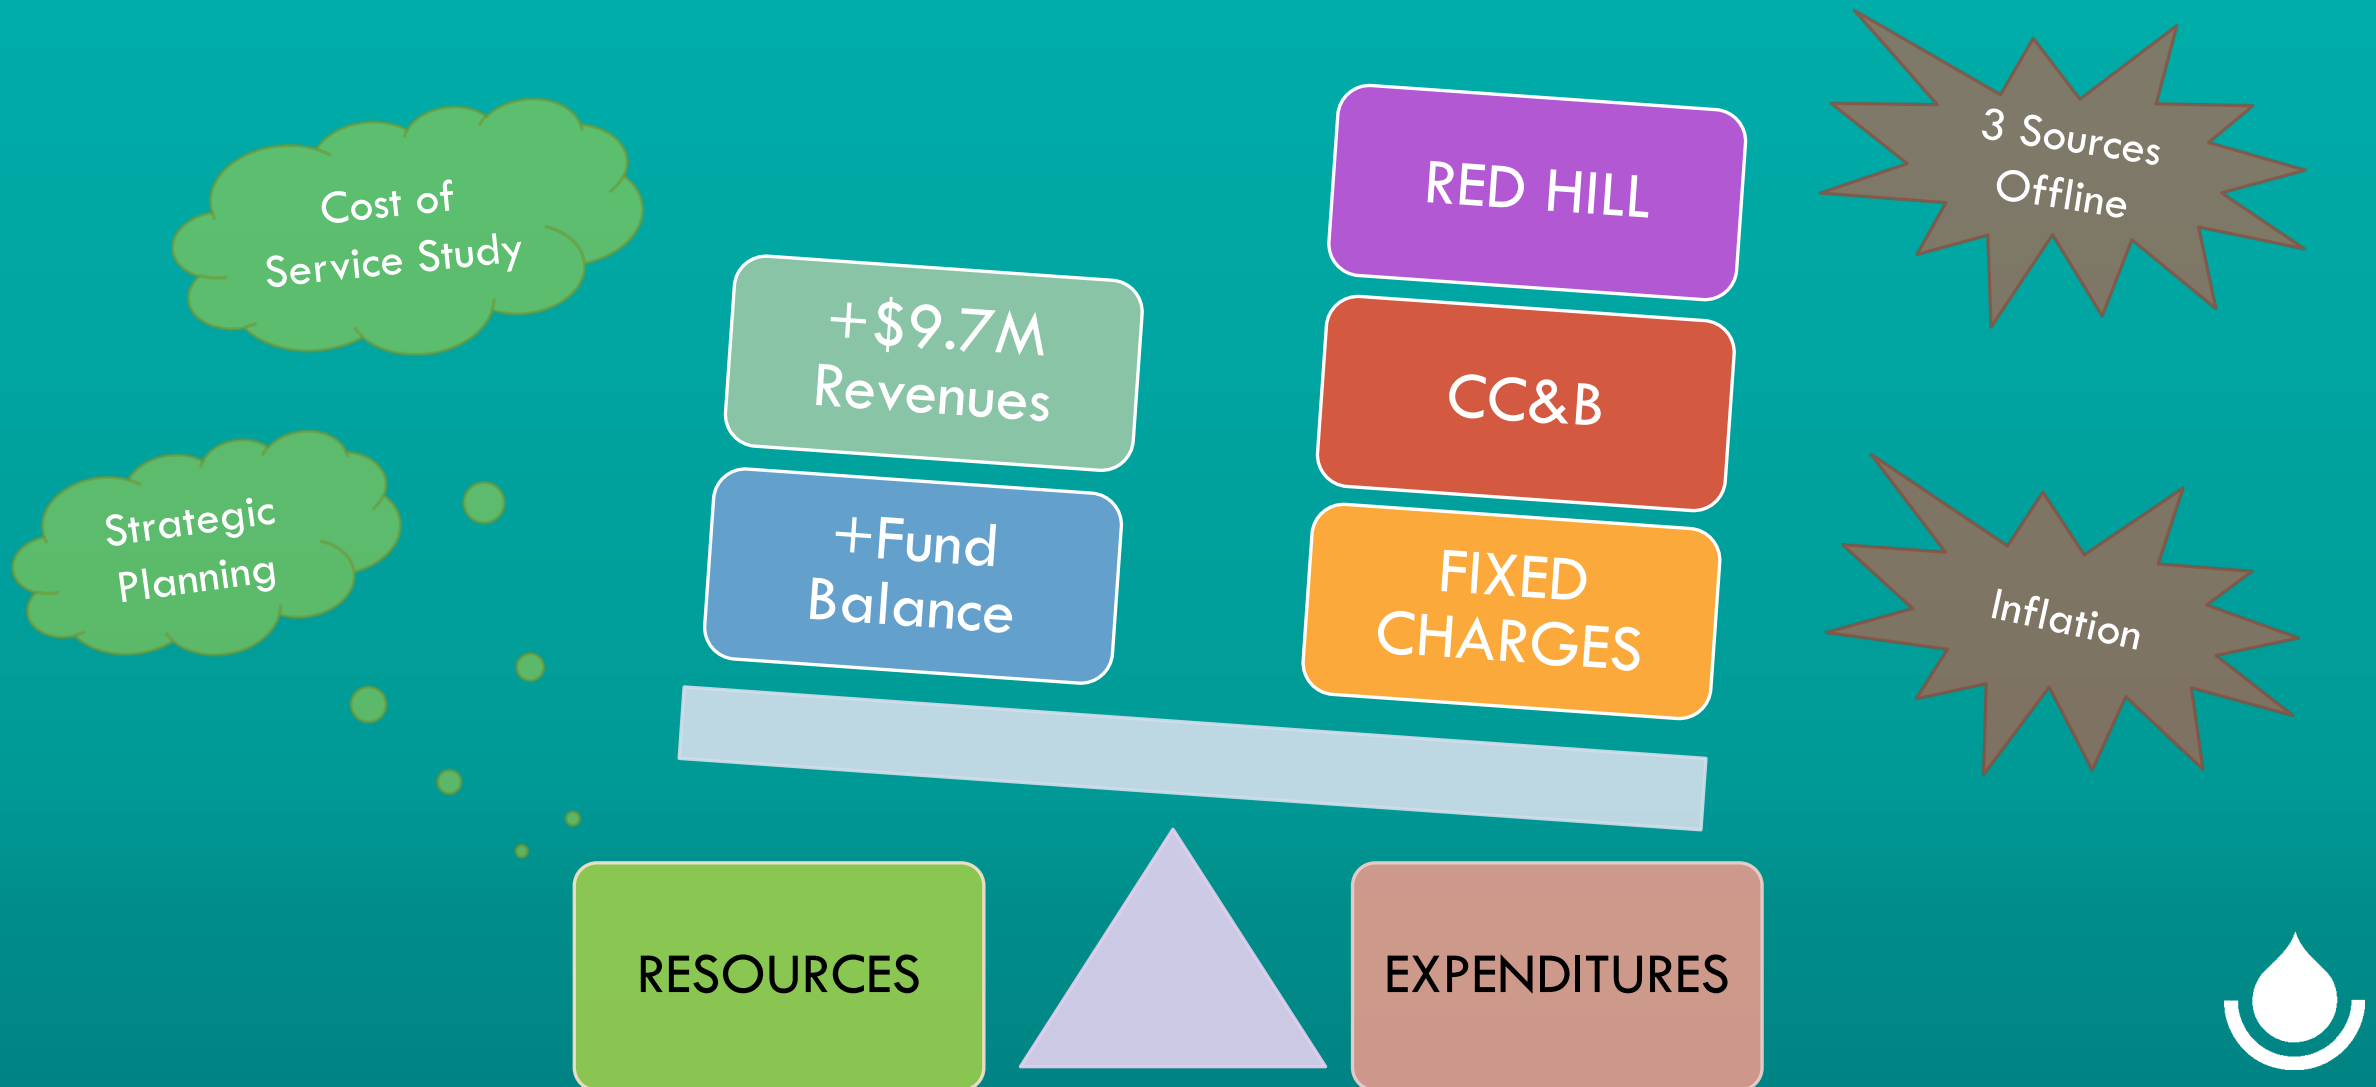 Cost of
Service Study
Strategic
Planning
+$9.7M
Revenues
+Fund
Balance
RED HILL
CC&B
FIXED
CHARGES
3 Sources
Offline
Inflation
RESOURCES
EXPENDITURES